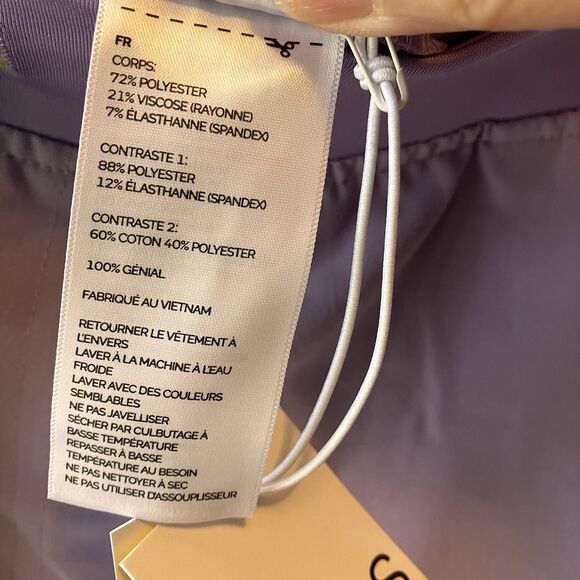 FR
CORPS:
72% POLYESTER
21% VISCOSE (RAYONNE)
7% ÉLASTHANNE (SPANDEX)
CONTRASTE 1:
88% POLYESTER
12% ÉLASTHANNE (SPANDEX)
CONTRASTE 2:
60% COTON 40% POLYESTER
100% GÉNIAL
FABRIQUÉ AU VIETNAM
RETOURNER LE VÊTEMENT À
L'ENVERS
LAVER À LA MACHINE À L'EAU
FROIDE
LAVER AVEC DES COULEURS
SEMBLABLES
NE PAS JAVELLISER
SÉCHER PAR CULBUTAGE À
BASSE TEMPÉRATURE
REPASSER À BASSE
TEMPÉRATURE AU BESOIN
NE PAS NETTOYER À SEC
NE PAS UTILISER D'ASSOUPLISSEUR